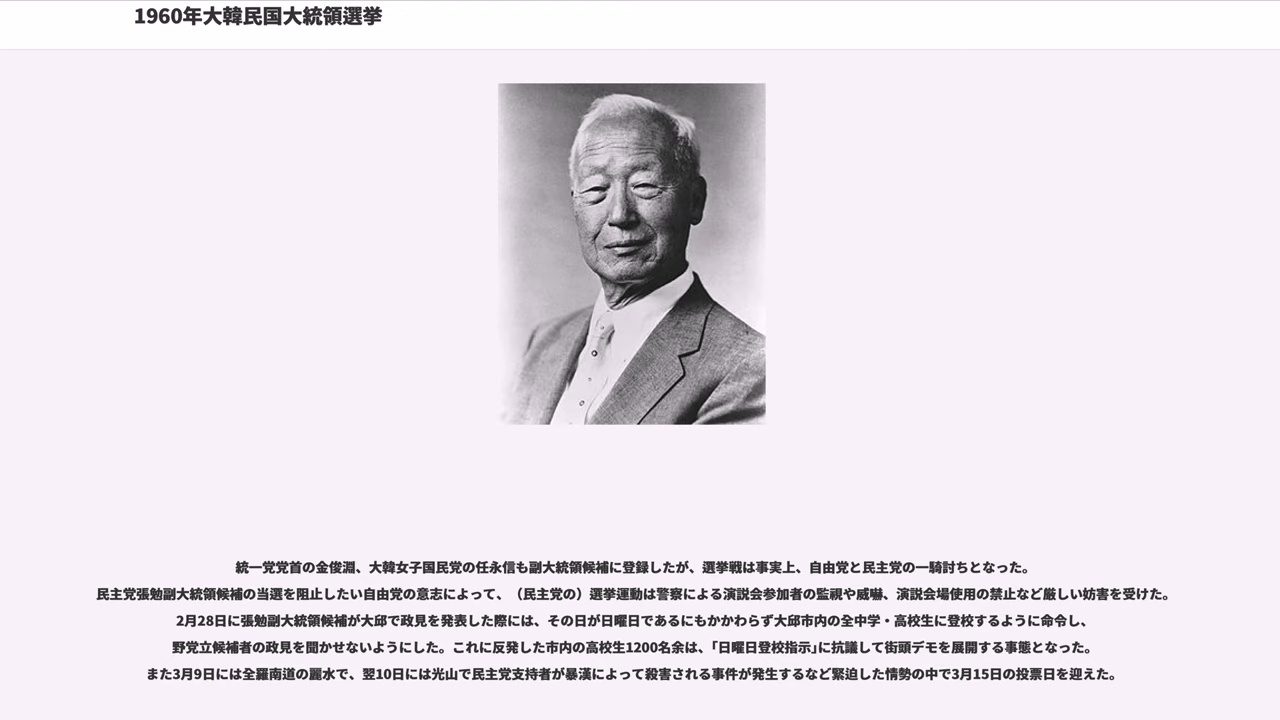 1960年大韓民国大統領選挙
統一党党首の金俊淵、大韓女子国民党の任永信も副大統領候補に登録したが、選挙戦は事実上、自由党と民主党の一騎討ちとなった。
民主党張勉副大統領候補の当選を阻止したい自由党の意志によって、（民主党の）選挙運動は警察による演説会参加者の監視や威嚇、演説会場使用の禁止など厳しい妨害を受けた。
2月28日に張勉副大統領候補が大邱で政見を発表した際には、その日が日曜日であるにもかかわらず大邱市内の全中学・高校生に登校するように命令し、
野党立候補者の政見を聞かせないようにした。これに反発した市内の高校生1200名余は、「日曜日登校指示」に抗議して街頭デモを展開する事態となった。
また3月9日には全羅南道の麗水で、翌10日には光山で民主党支持者が暴漢によって殺害される事件が発生するなど緊迫した情勢の中で3月15日の投票日を迎えた。